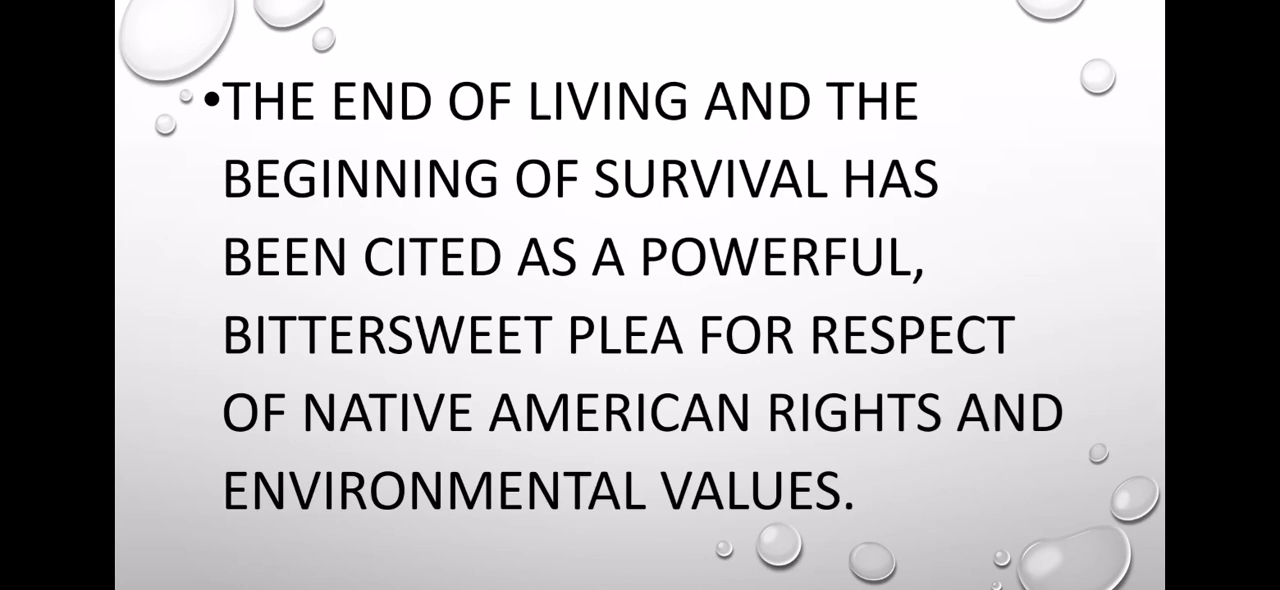 •THE END OF LIVING AND THE
BEGINNING OF SURVIVAL HAS
BEEN CITED AS A POWERFUL,
BITTERSWEET PLEA FOR RESPECT
OF NATIVE AMERICAN RIGHTS AND
ENVIRONMENTAL VALUES.